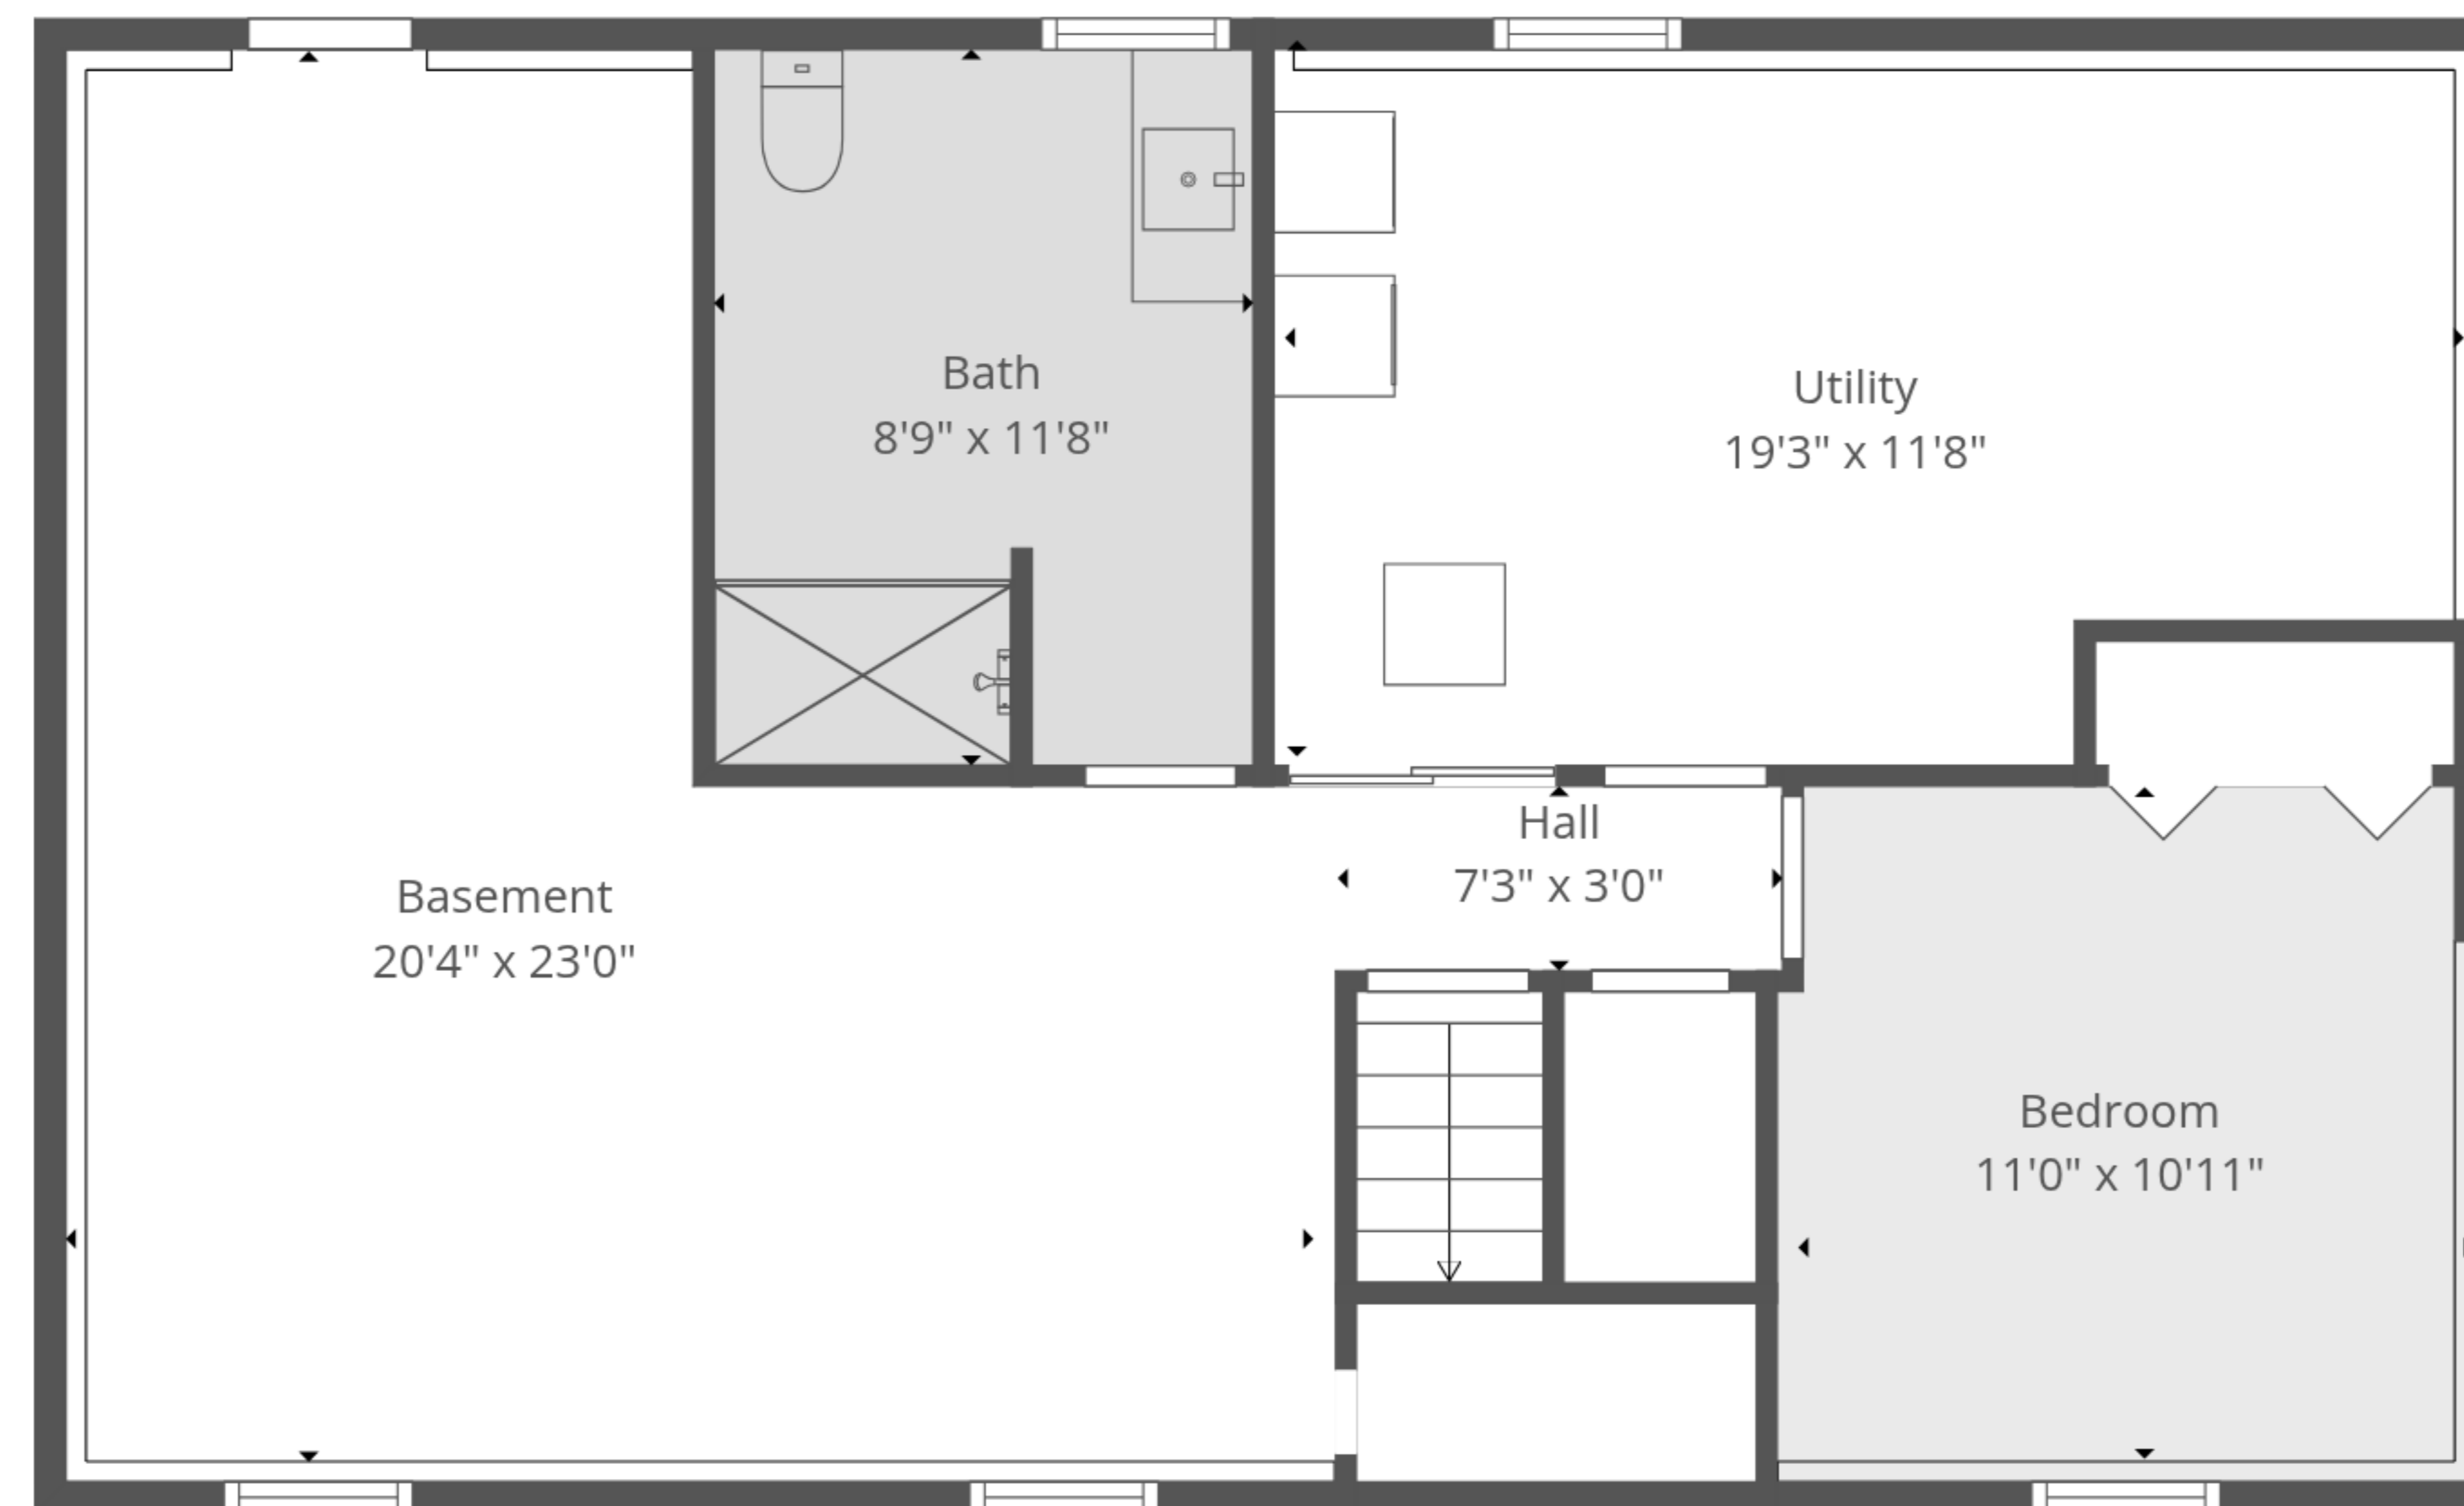 Bath
8'9" x 11'8"
Utility
19'3" x 11'8"
Hall
7'3" x 3'0"
Basement
20'4" x 23'0"
Bedroom
11'0" x 10'11"